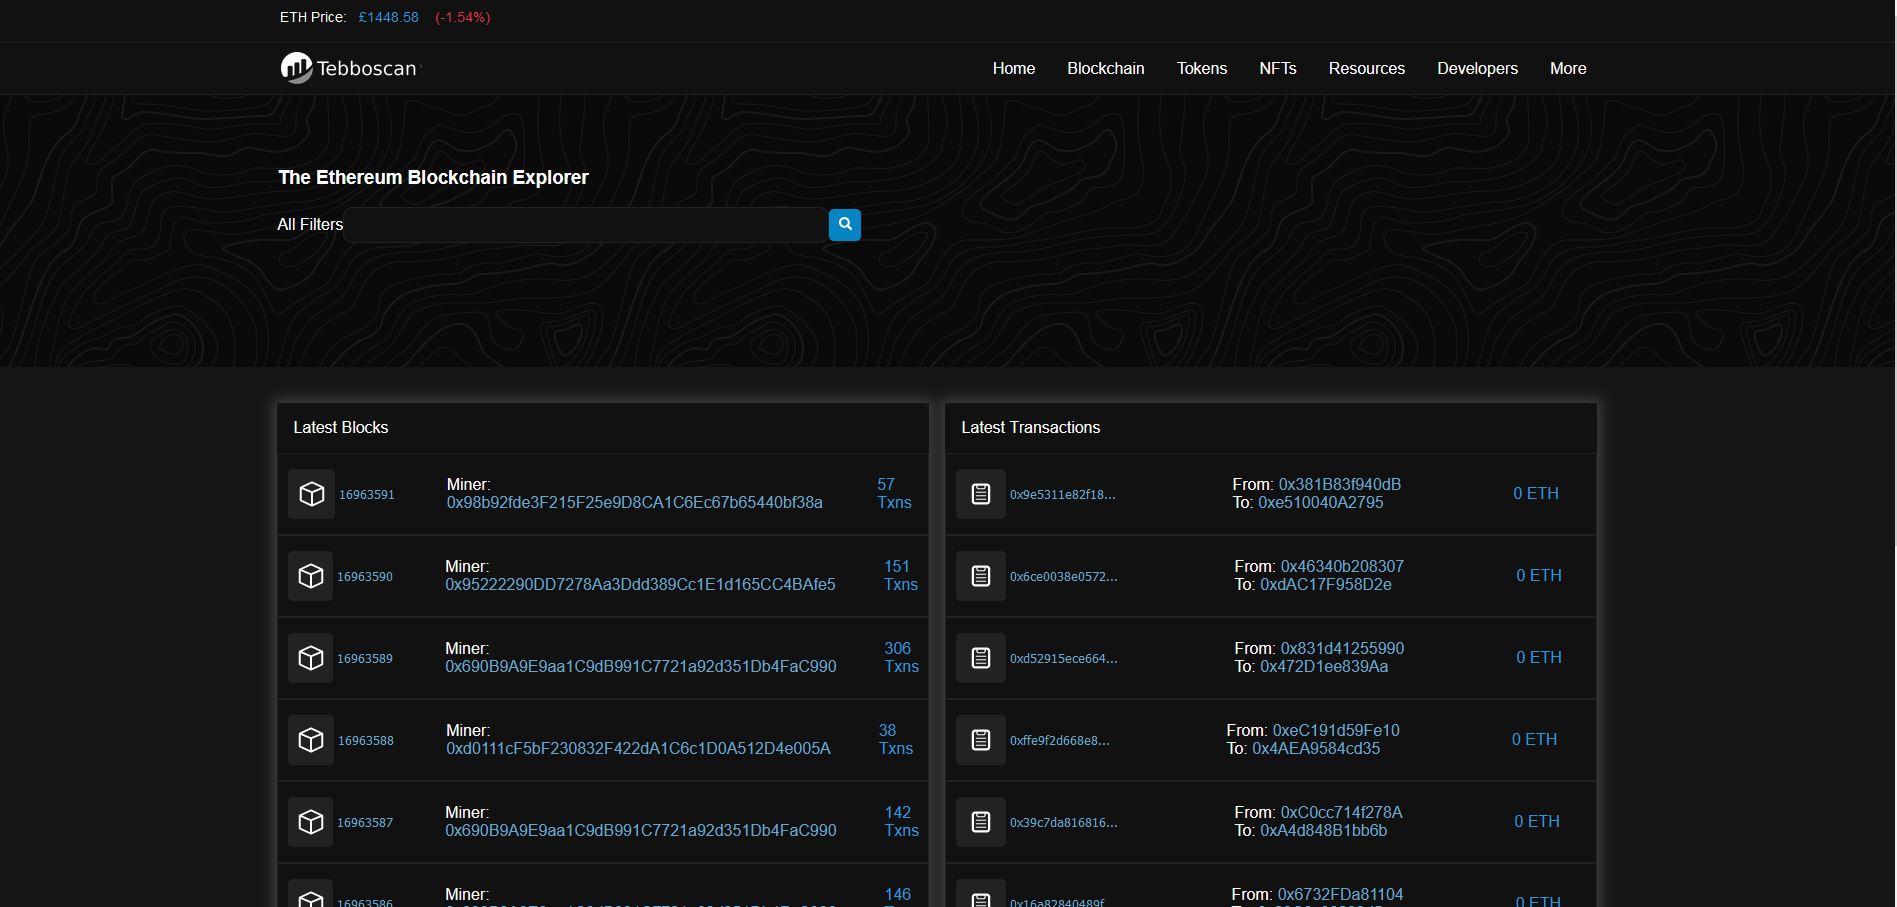 ETH Price: £1448.58 (-1.54%)
Tebboscan
Home Blockchain Tokens NFTs Resources Developers More
The Ethereum Blockchain Explorer
All Filters
Latest Blocks
16963591
Miner:
0x98b92fde3F215F25e9D8CA1C6Ec67b65440bf38a
57
Txns
16963590
Miner:
0x95222290DD7278Aa3Ddd389Cc1E1d165CC4BAfe5
151
Txns
16963589
Miner:
0x690B9A9E9aa1C9dB991C7721a92d351Db4FaC990
306
Txns
16963588
Miner:
0xd0111cF5bF230832F422dA1C6c1D0A512D4e005A
38
Txns
16963587
Miner:
0x690B9A9E9aa1C9dB991C7721a92d351Db4FaC990
142
Txns
16963586
Miner:
146
Latest Transactions
0x9e5311e82f18...
From: 0x381B83f940dB
To: 0xe510040A2795
0 ETH
0x6ce0038e0572...
From: 0x46340b208307
To: 0xdAC17F958D2e
0 ETH
0xd52915ece664...
From: 0x831d41255990
To: 0x472D1ee839Aa
0 ETH
0xffe9f2d668e8...
From: 0xeC191d59Fe10
To: 0x4AEA9584cd35
0 ETH
0x39c7da816816...
From: 0xC0cc714f278A
To: 0xA4d848B1bb6b
0 ETH
0x16a82840489f
From: 0x6732FDa81104
0 ETH